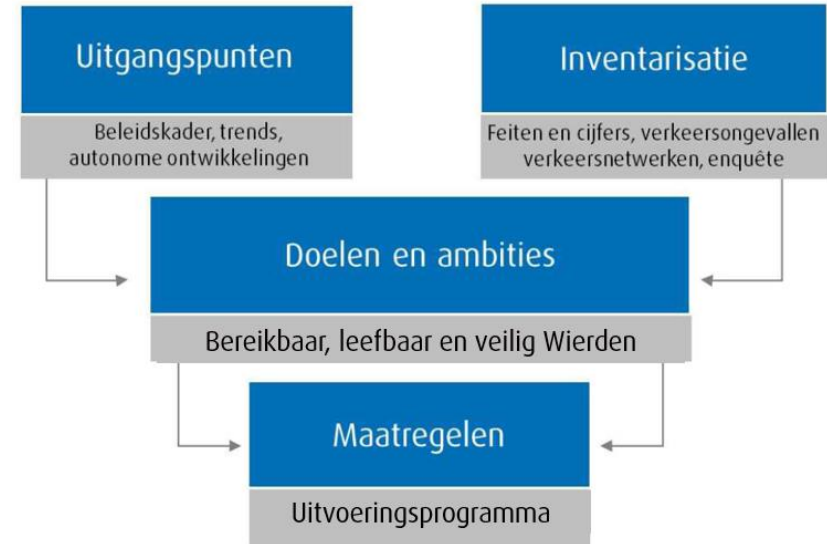 Uitgangspunten
Beleidskader, trends,
autonome ontwikkelingen
Inventarisatie
Feiten en cijfers, verkeersongevallen
verkeersnetwerken, enquête
Doelen en ambities
Bereikbaar, leefbaar en veilig Wierden
Maatregelen
Uitvoeringsprogramma